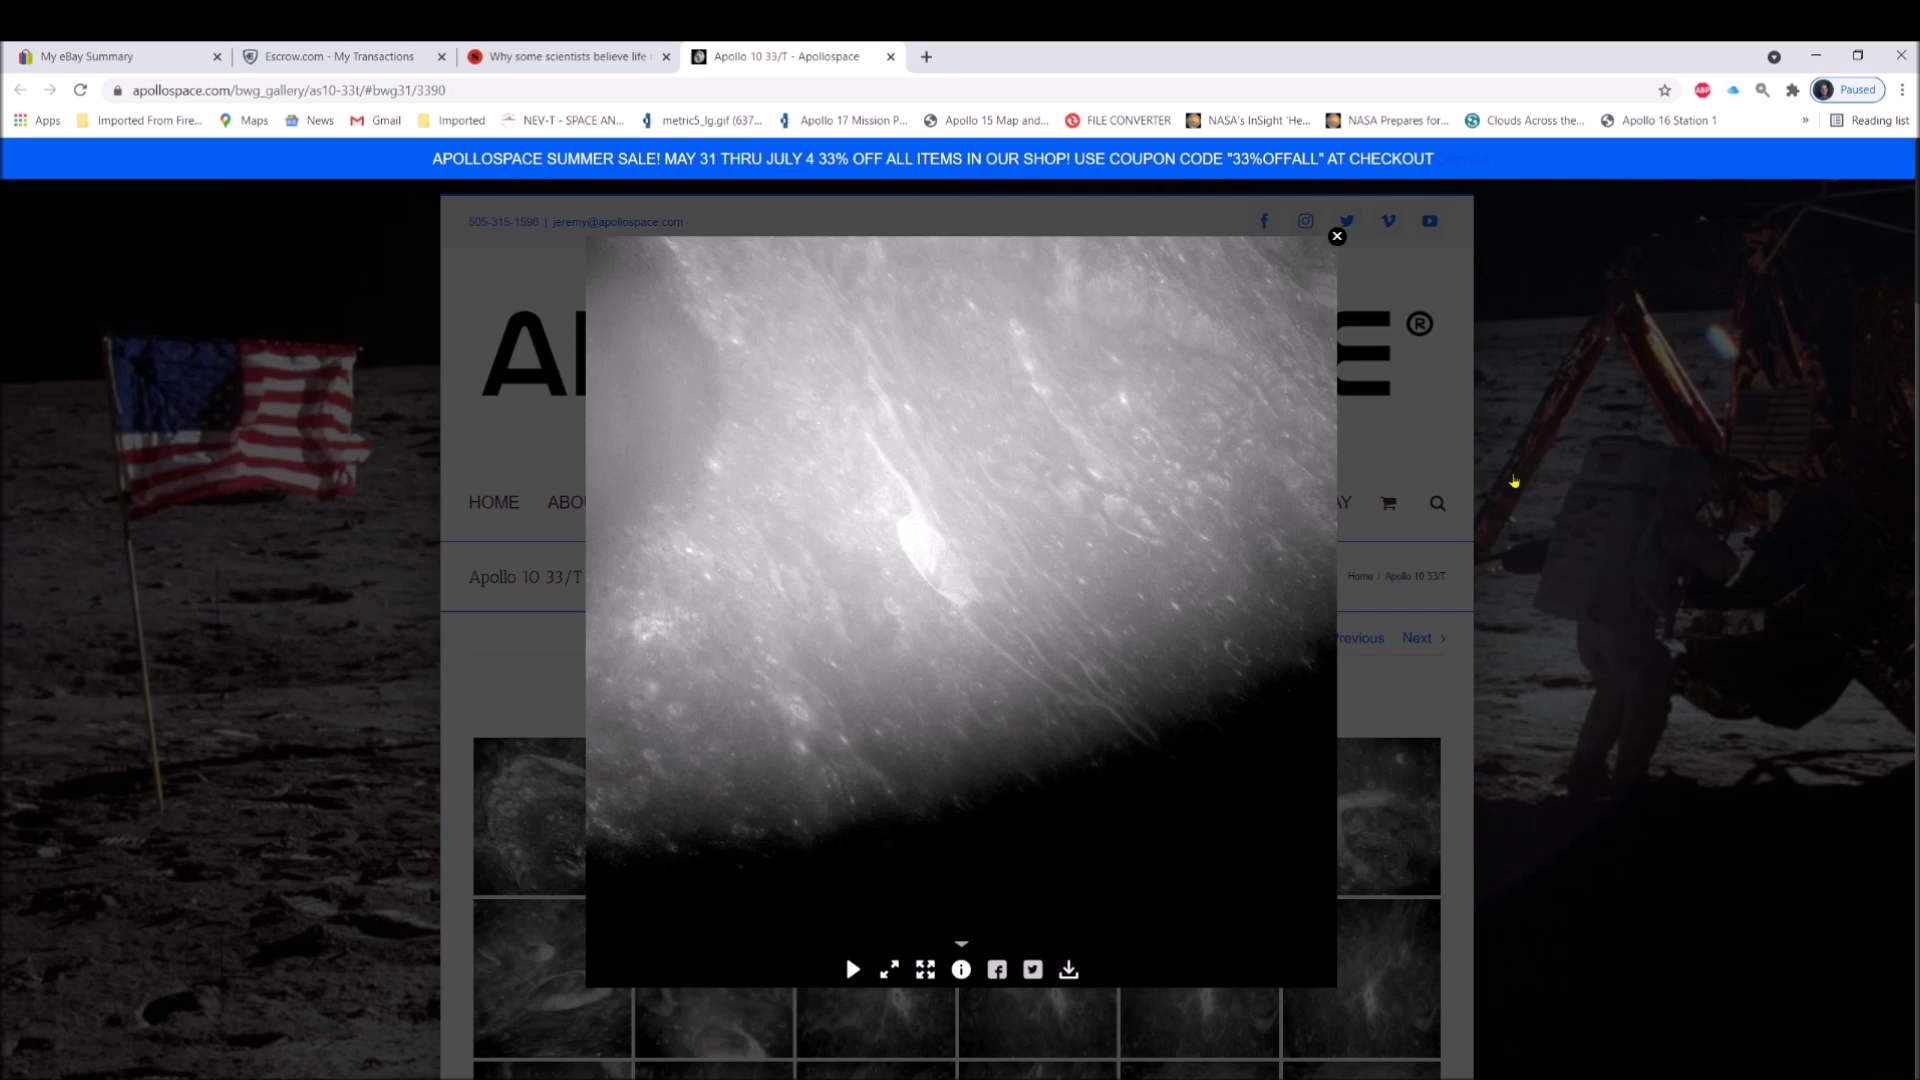 My eBay Summary
Escrow.com - My Transactions
Why some scientists believe life
Apollo 10 33/T - Apollospace
apollospace.com/bwg_gallery/as10-33t/#bwg31/3390
ABP
Paused
Apps
Imported From Fire...
Maps
News
Gmail
Imported
NEV-T - SPACE AN...
metric5_lg.gif (637...
Apollo 17 Mission P...
Apollo 15 Map and...
FILE CONVERTER
NASA's InSight 'He...
NASA Prepares for...
Clouds Across the...
Apollo 16 Station 1
»
Reading list
APOLLOSPACE SUMMER SALE! MAY 31 THRU JULY 4 33% OFF ALL ITEMS IN OUR SHOP! USE COUPON CODE "33%OFFALL" AT CHECKOUT
505-315-1596 | jeremy@apollospace.com
®
HOME
Apollo 10 33/T
Home / Apollo 10 33/T
Next >